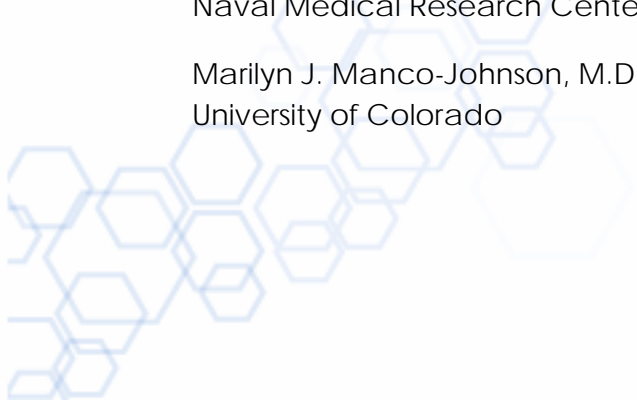 Naval Medical Research Cente
Marilyn J. Manco-Johnson, M.D
University of Colorado